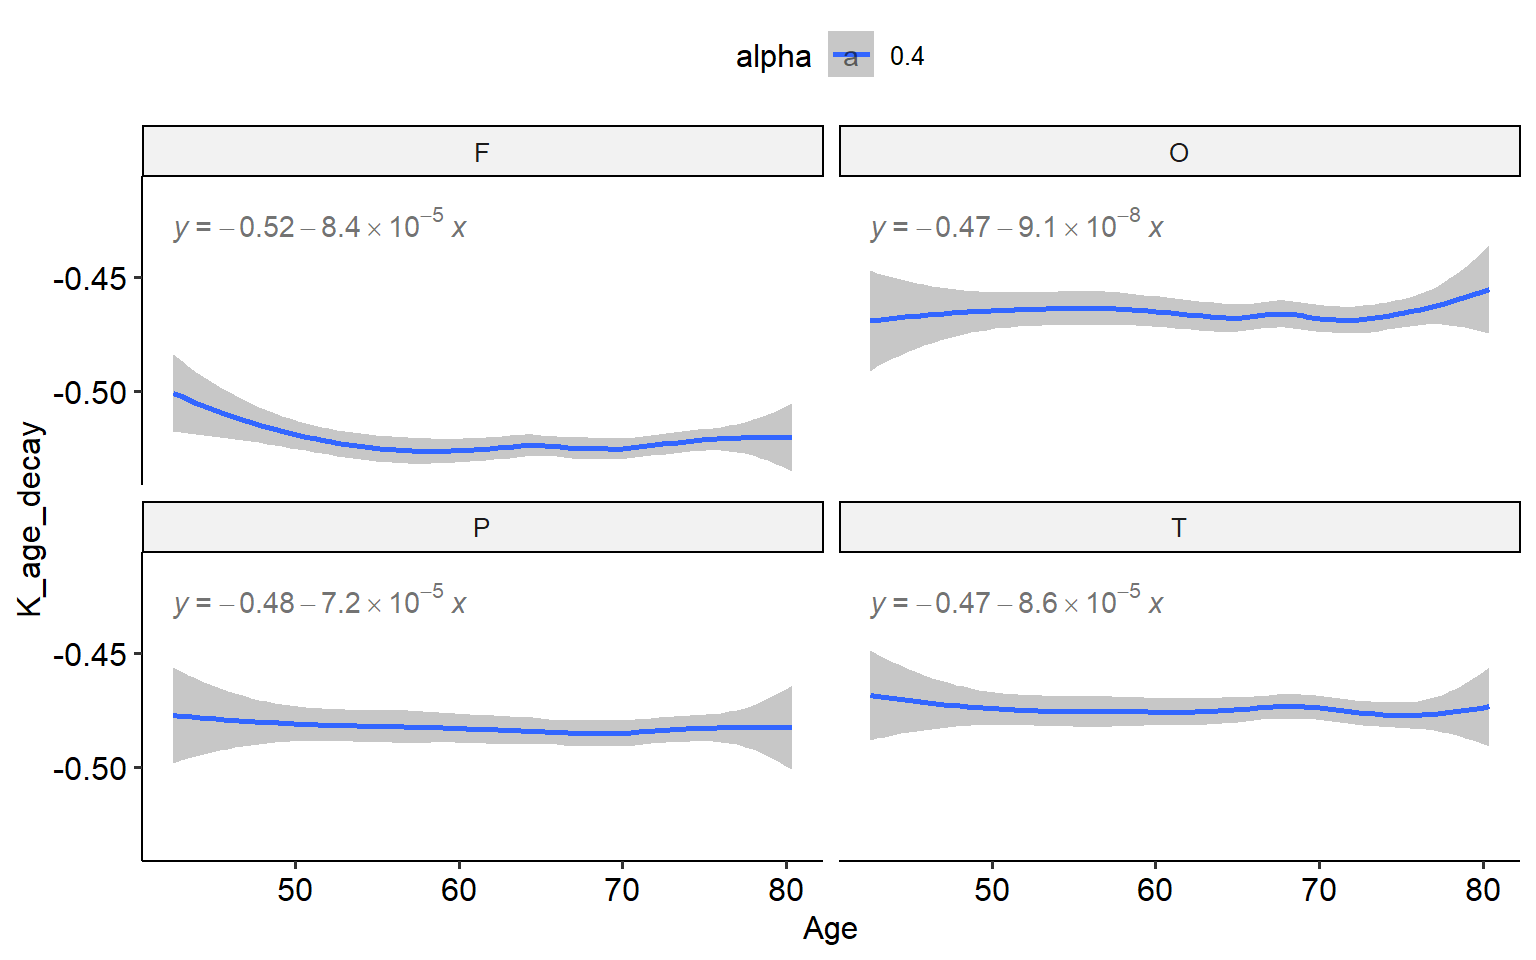 alpha a 0.4
F
O
y = −0.52 − 8.4 × 10⁻⁵ x
y = −0.47 − 9.1 × 10⁻⁸ x
-0.45
-0.50
K_age_decay
P
T
y = −0.48 − 7.2 × 10⁻⁵ x
y = −0.47 − 8.6 × 10⁻⁵ x
-0.45
-0.50
50 60 70 80
50 60 70 80
Age